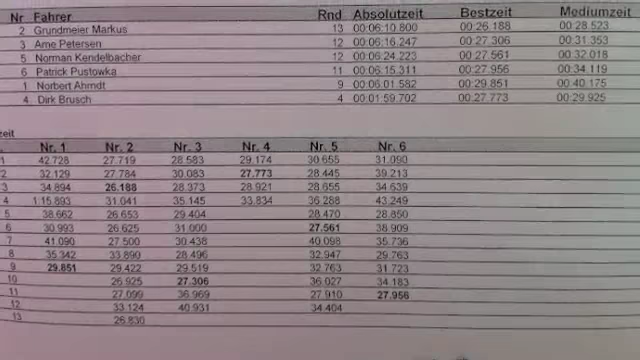 Nr Fahrer Rnd Absolutzeit Bestzeit Mediumzeit
2 Grundmeier Markus 13 00:06:10.800 00:26.188 00:28.523
3 Arne Petersen 12 00:06:16.247 00:27.306 00:31.353
5 Norman Kendelbacher 12 00:06:24.223 00:27.561 00:32.018
6 Patrick Pustowka 11 00:06:15.311 00:27.956 00:34.119
1 Norbert Ahrndt 9 00:06:01.582 00:29.851 00:40.175
4 Dirk Brusch 4 00:01:59.702 00:27.773 00:29.925
zeit
Nr. 1 Nr. 2 Nr. 3 Nr. 4 Nr. 5 Nr. 6
1 42.728 27.719 28.583 29.174 30.655 31.090
2 32.129 27.784 30.083 27.773 28.445 39.213
3 34.894 26.188 28.373 28.921 28.655 34.639
4 1:15.893 31.041 35.145 33.834 36.288 43.249
5 38.662 26.653 29.404 28.470 28.850
6 30.993 26.625 31.000 27.561 38.909
7 41.090 27.500 30.438 40.098 35.736
8 35.342 33.890 28.496 32.947 29.763
9 29.851 29.422 29.519 32.763 31.723
10 26.925 27.306 36.027 34.183
11 27.099 36.969 27.910 27.956
12 33.124 40.931 34.404
13 26.830